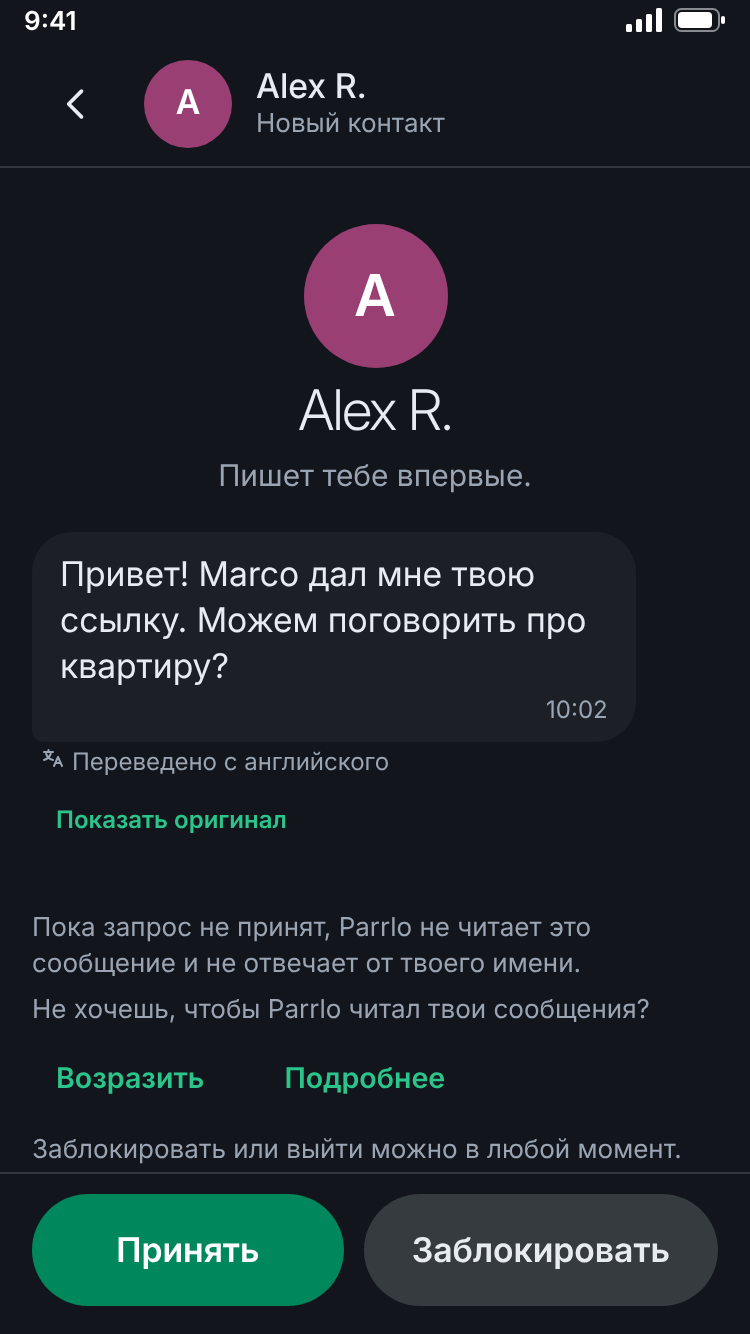 9:41
A
Alex R.
Новый контакт
A
Alex R.
Пишет тебе впервые.
Привет! Marco дал мне твою
ссылку. Можем поговорить про
квартиру?
10:02
Переведено с английского
Показать оригинал
Пока запрос не принят, Parrlo не читает это
сообщение и не отвечает от твоего имени.
Не хочешь, чтобы Parrlo читал твои сообщения?
Возразить Подробнее
Заблокировать или выйти можно в любой момент.
Принять Заблокировать